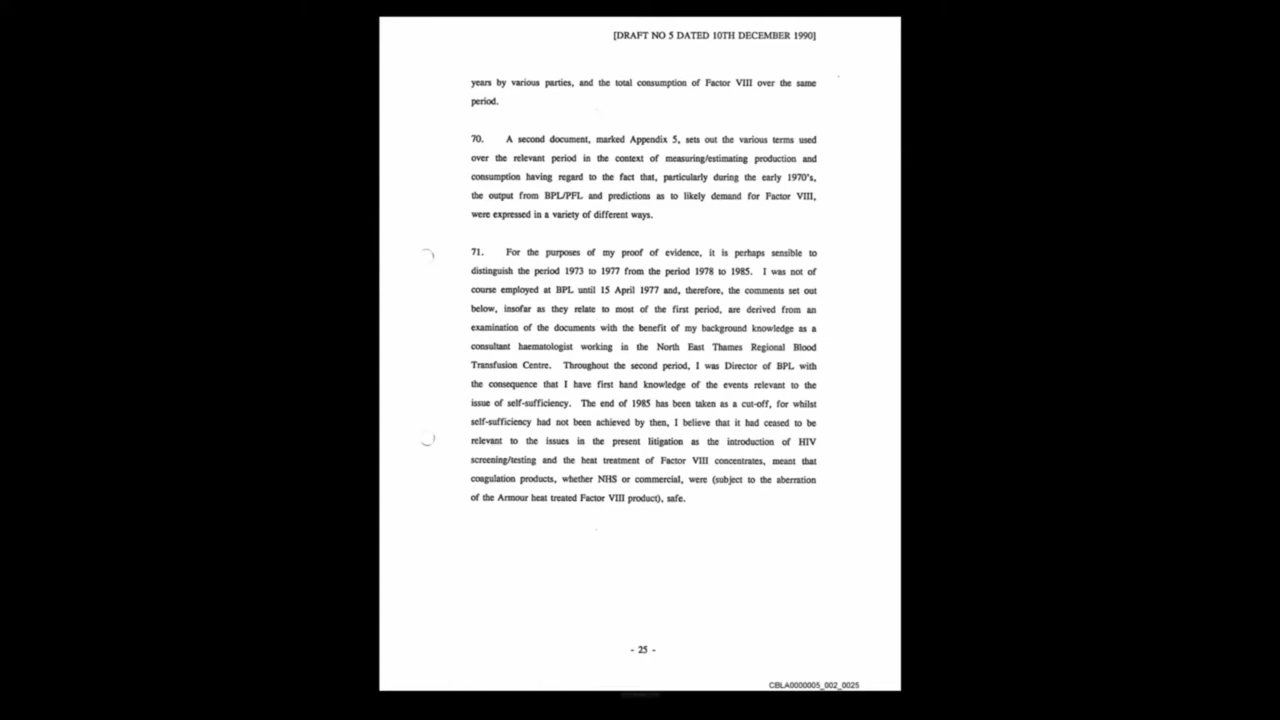 [DRAFT NO 5 DATED 10TH DECEMBER 1990]
years by various parties, and the total consumption of Factor VIII over the same
period.
70. A second document, marked Appendix 5, sets out the various terms used
over the relevant period in the context of measuring/estimating production and
consumption having regard to the fact that, particularly during the early 1970's,
the output from BPL/PFL and predictions as to likely demand for Factor VIII,
were expressed in a variety of different ways.
71. For the purposes of my proof of evidence, it is perhaps sensible to
distinguish the period 1973 to 1977 from the period 1978 to 1985. I was not of
course employed at BPL until 15 April 1977 and, therefore, the comments set out
below, insofar as they relate to most of the first period, are derived from an
examination of the documents with the benefit of my background knowledge as a
consultant haematologist working in the North East Thames Regional Blood
Transfusion Centre. Throughout the second period, I was Director of BPL with
the consequence that I have first hand knowledge of the events relevant to the
issue of self-sufficiency. The end of 1985 has been taken as a cut-off, for whilst
self-sufficiency had not been achieved by then, I believe that it had ceased to be
relevant to the issues in the present litigation as the introduction of HIV
screening/testing and the heat treatment of Factor VIII concentrates, meant that
coagulation products, whether NHS or commercial, were (subject to the aberration
of the Armour heat treated Factor VIII product), safe.
- 25 -
CBLA0000005_002_0025